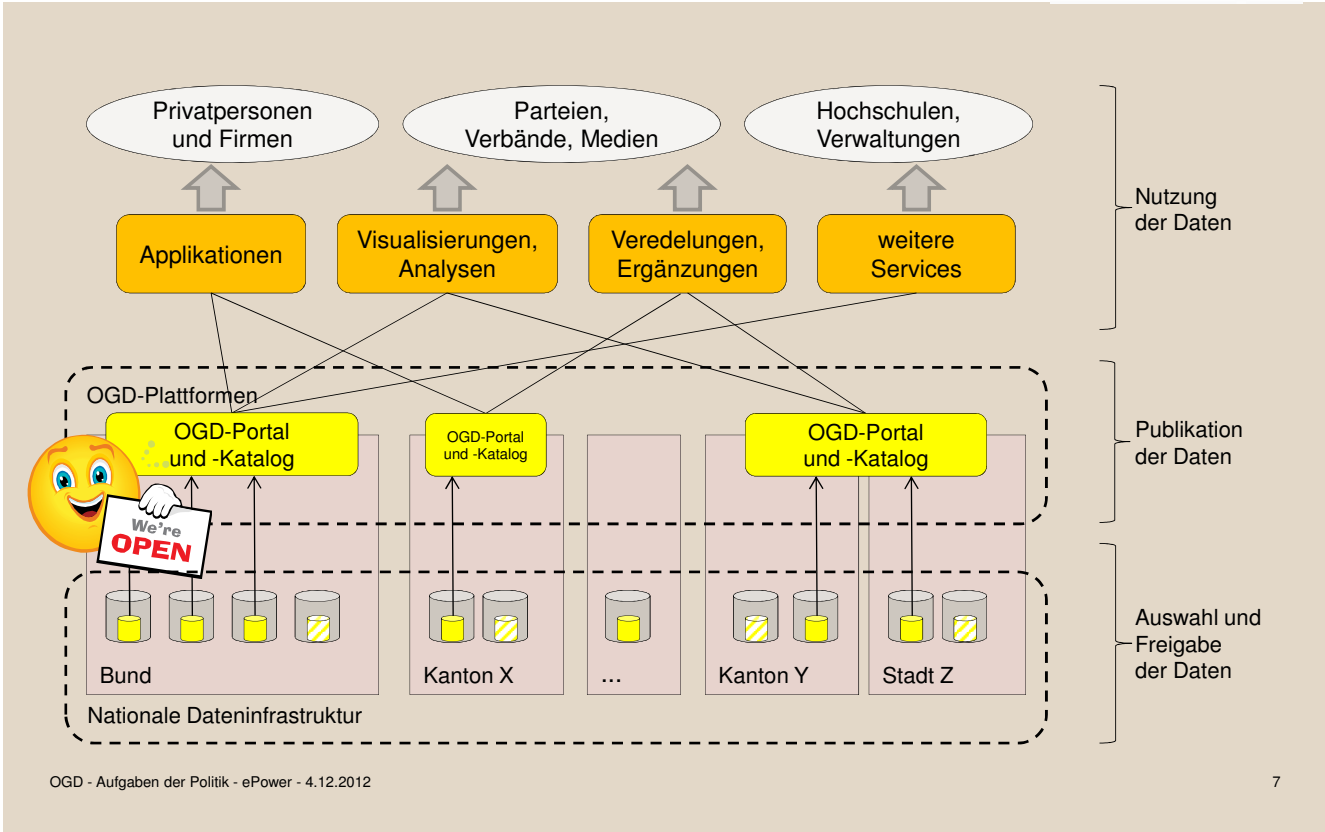 Privatpersonen
und Firmen
Parteien,
Verbände, Medien
Hochschulen,
Verwaltungen
Nutzung
der Daten
Applikationen
Visualisierungen,
Analysen
Veredelungen,
Ergänzungen
weitere
Services
OGD-Plattformen
OGD-Portal
und -Katalog
OGD-Portal
und -Katalog
OGD-Portal
und -Katalog
Publikation
der Daten
We're
OPEN
Auswahl und
Freigabe
der Daten
Bund
Kanton X
...
Kanton Y
Stadt Z
Nationale Dateninfrastruktur
OGD - Aufgaben der Politik - ePower - 4.12.2012
7